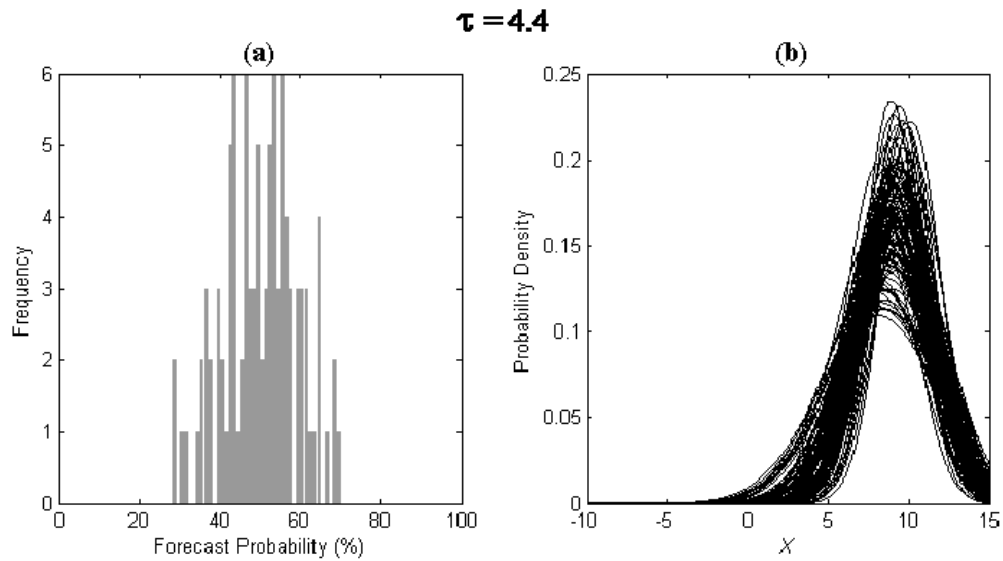 τ = 4.4
(a)
6
5
4
3
2
1
0
Frequency
0 20 40 60 80 100
Forecast Probability (%)
(b)
0.25
0.2
0.15
0.1
0.05
0
Probability Density
-10 -5 0 5 10 15
X